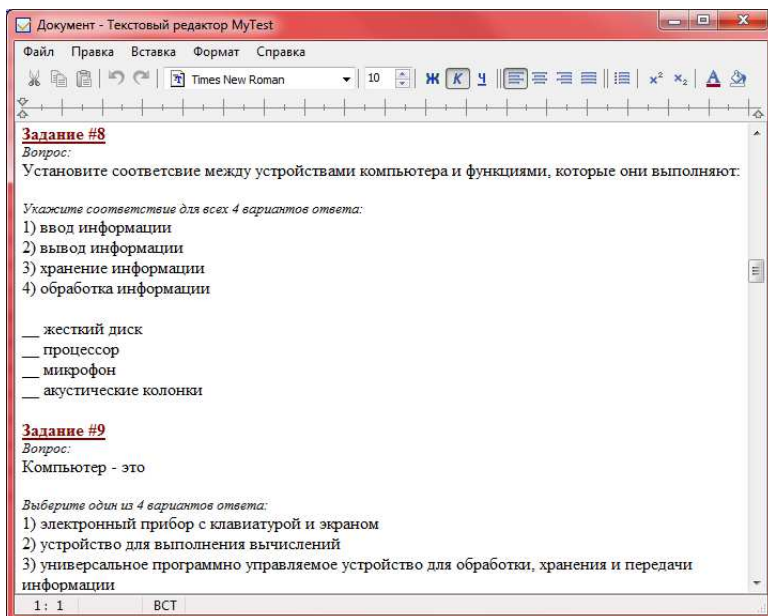 Документ - Текстовый редактор MyTest
Файл Правка Вставка Формат Справка
Times New Roman 10 Ж К Ч x² x₂ А
Задание #8
Вопрос:
Установите соответсвие между устройствами компьютера и функциями, которые они выполняют:
Укажите соответствие для всех 4 вариантов ответа:
1) ввод информации
2) вывод информации
3) хранение информации
4) обработка информации
__ жесткий диск
__ процессор
__ микрофон
__ акустические колонки
Задание #9
Вопрос:
Компьютер - это
Выберите один из 4 вариантов ответа:
1) электронный прибор с клавиатурой и экраном
2) устройство для выполнения вычислений
3) универсальное программно управляемое устройство для обработки, хранения и передачи
информации
1: 1 ВСТ